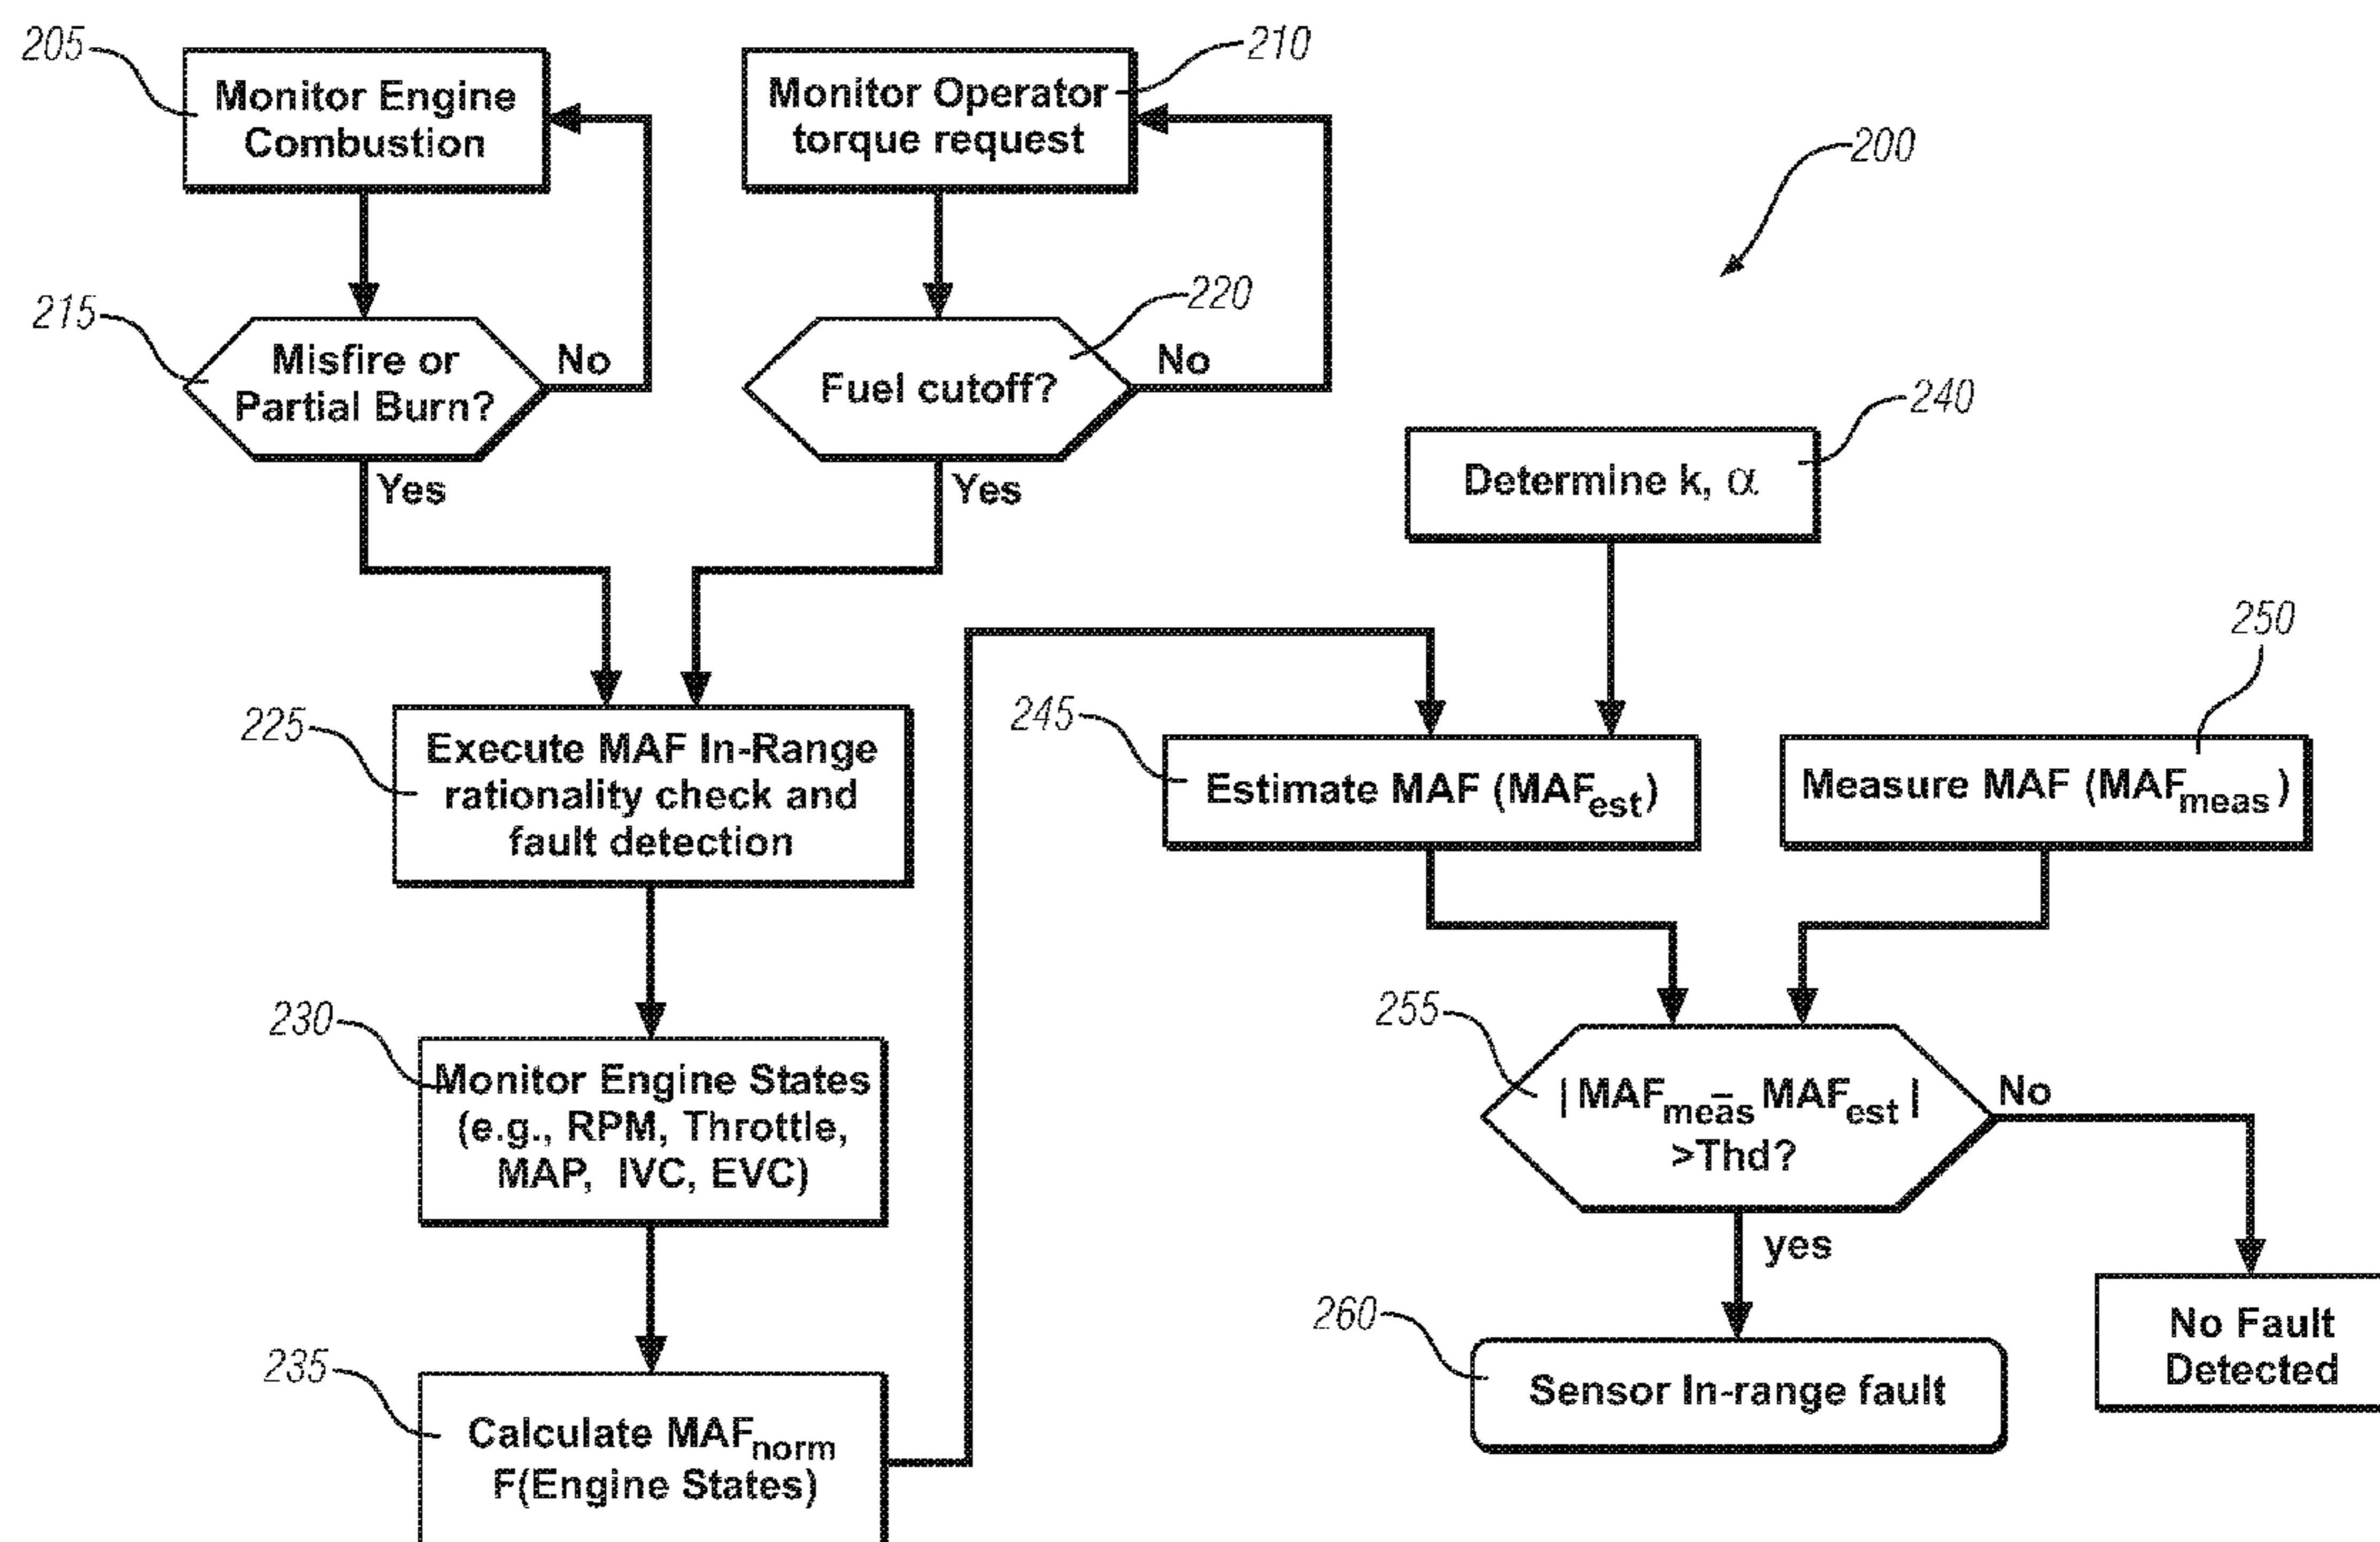 205
Monitor Engine
Combustion
210
Monitor Operator
torque request
200
215
Misfire or
Partial Burn?
No
Yes
220
Fuel cutoff?
No
Yes
240
Determine k, α
225
Execute MAF In-Range
rationality check and
fault detection
245
Estimate MAF (MAFest)
250
Measure MAF (MAFmeas)
230
Monitor Engine States
(e.g., RPM, Throttle,
MAP, IVC, EVC)
255
|MAFmeas – MAFest|
>Thd?
No
yes
235
Calculate MAFnorm
F(Engine States)
260
Sensor In-range fault
No Fault
Detected